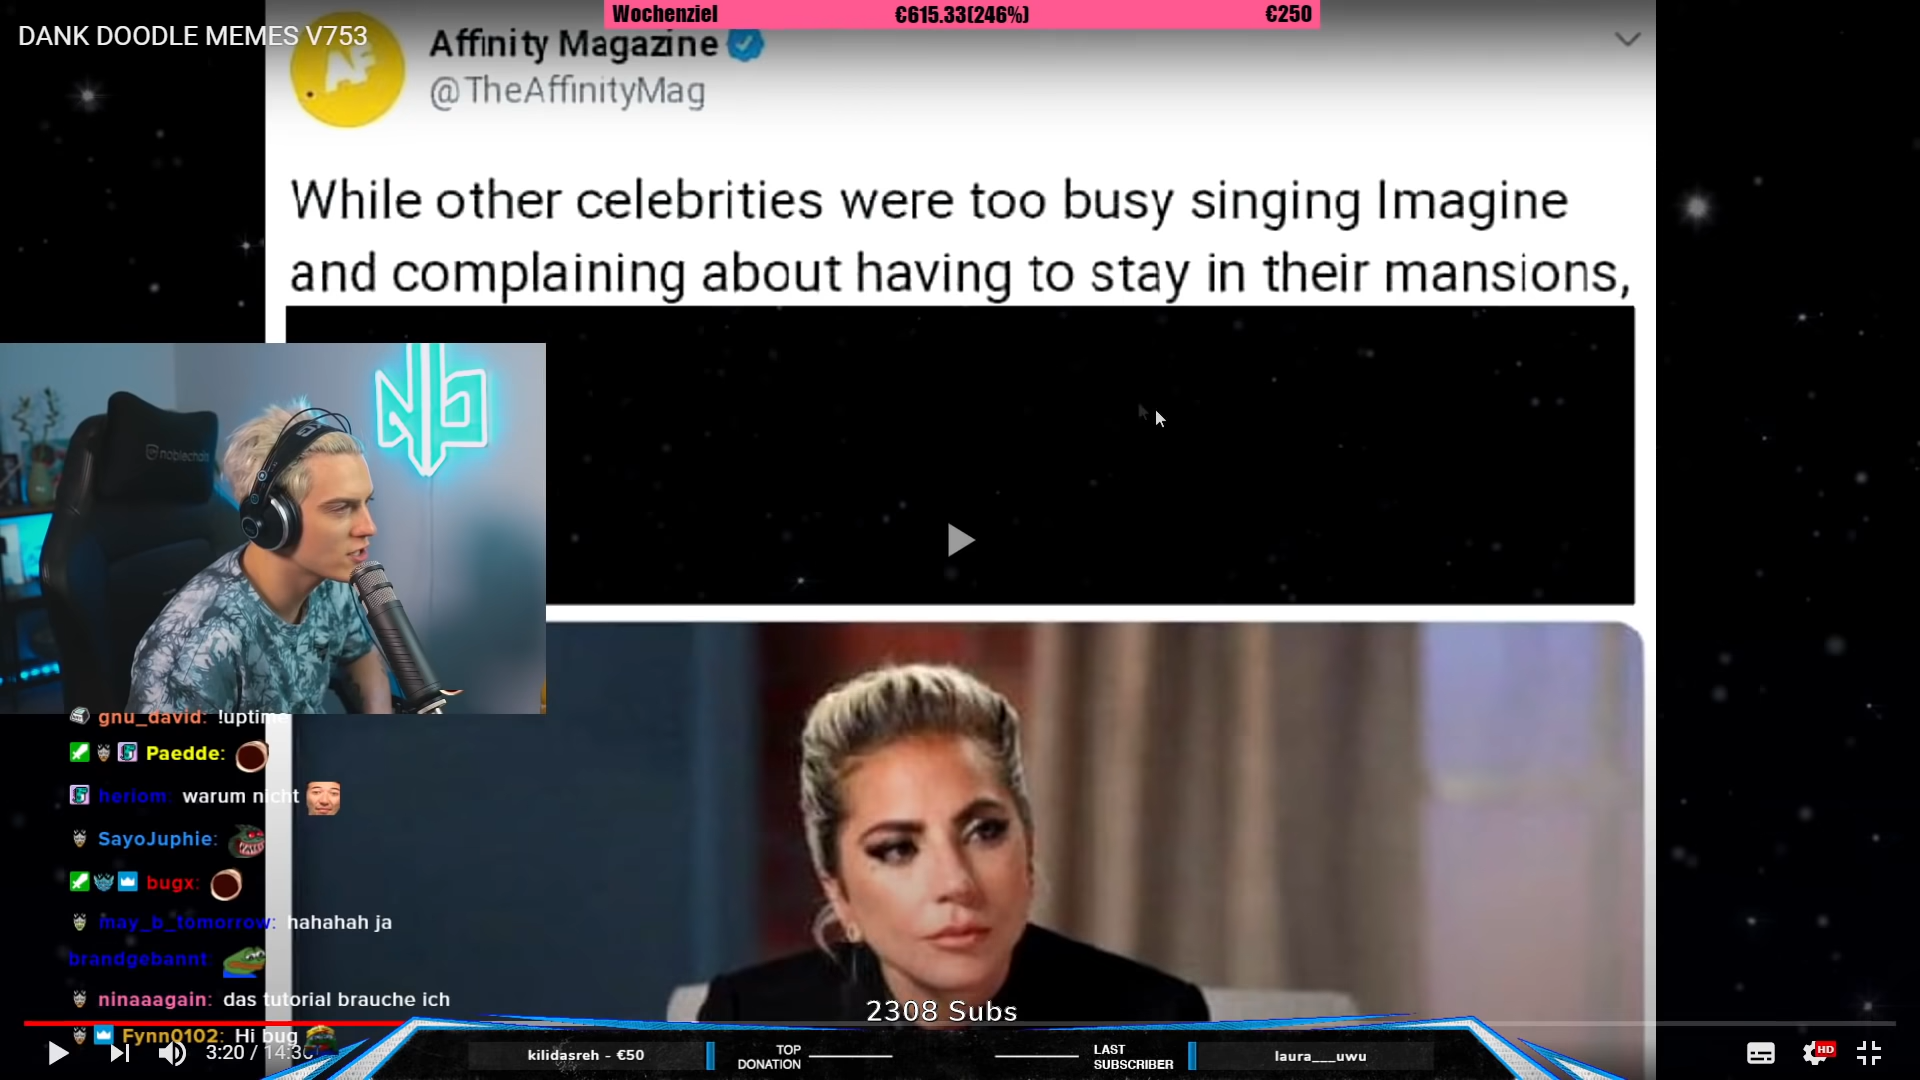 Wochenziel €615.33(246%) €250
DANK DOODLE MEMES V753
Affinity Magazine
@TheAffinityMag
While other celebrities were too busy singing Imagine
and complaining about having to stay in their mansions,
noblechairs
gnu_david: !uptime
Paedde:
heriom: warum nicht
SayoJuphie:
bugx:
may_b_tomorrow: hahahah ja
brandgebannt
ninaaagain: das tutorial brauche ich
Fynn0102: Hi bug
2308 Subs
3:20 / 14:30
HD
kilidasreh - €50
TOP
DONATION
LAST
SUBSCRIBER
laura___uwu